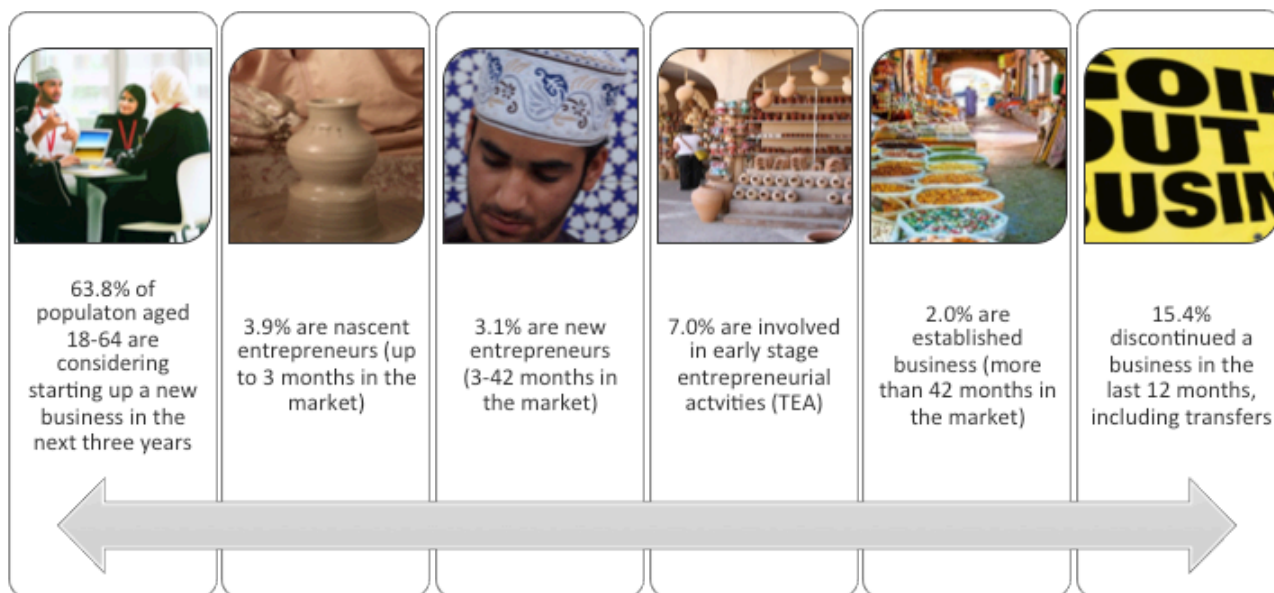 63.8% of
populaton aged
18-64 are
considering
starting up a new
business in the
next three years
3.9% are nascent
entrepreneurs (up
to 3 months in the
market)
3.1% are new
entrepreneurs
(3-42 months in
the market)
7.0% are involved
in early stage
entrepreneurial
actvities (TEA)
2.0% are
established
business (more
than 42 months in
the market)
GOIN
OUT
BUSIN
15.4%
discontinued a
business in the
last 12 months,
including transfers